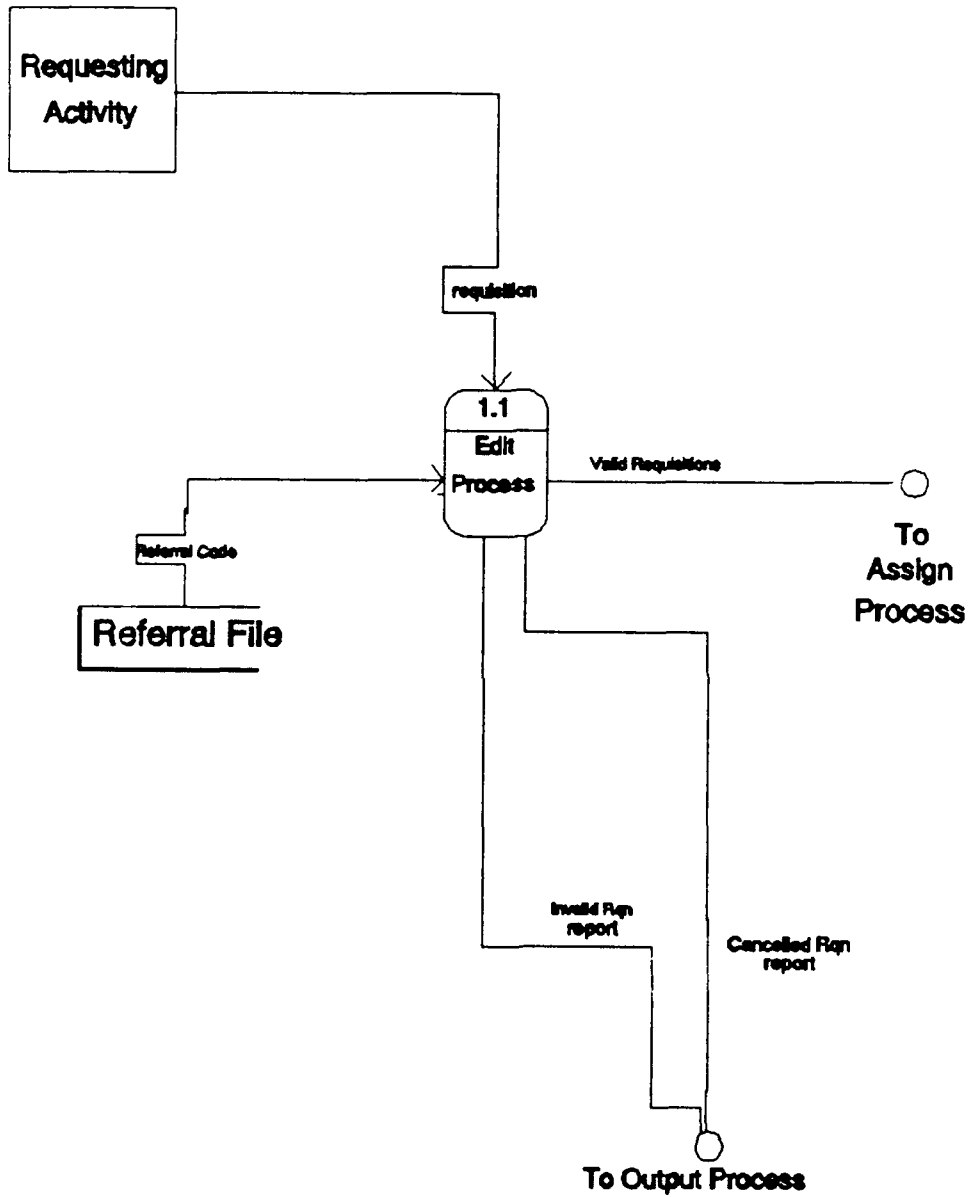 Requesting
Activity
requisition
1.1
Edit
Process
Valid Requisitions
To
Assign
Process
Referral Code
Referral File
Invalid Rqn
report
Cancelled Rqn
report
To Output Process